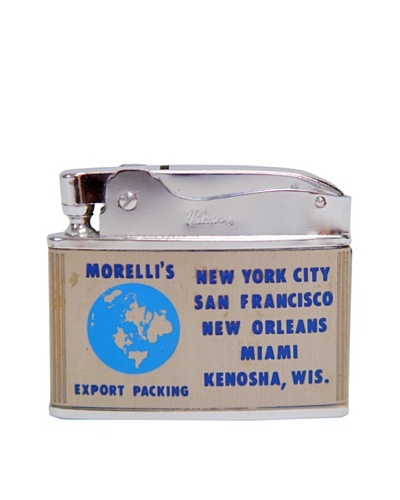 MORELLI'S
EXPORT PACKING
NEW YORK CITY
SAN FRANCISCO
NEW ORLEANS
MIAMI
KENOSHA, WIS.